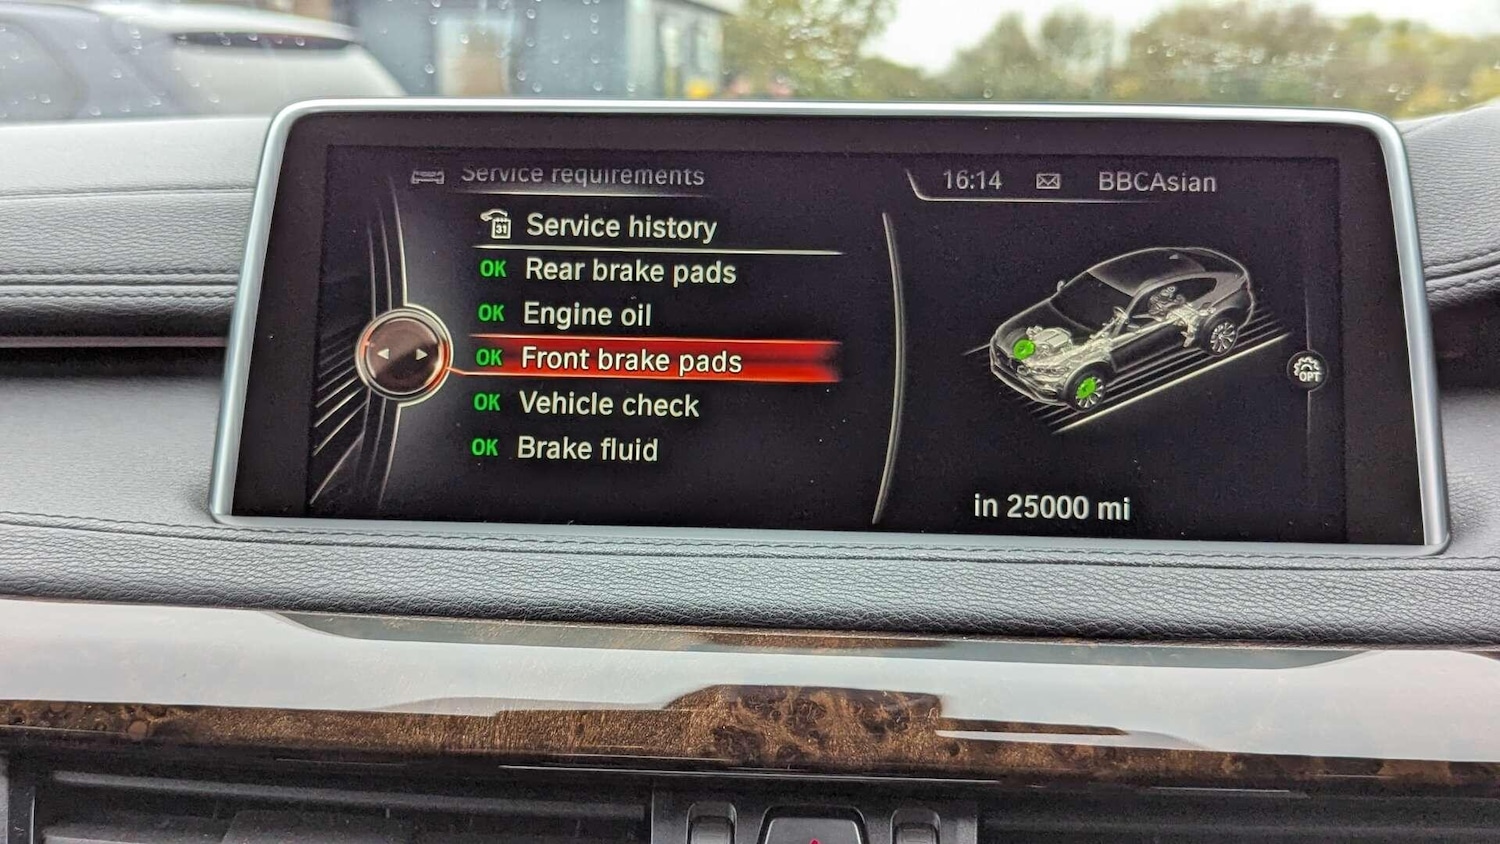 Service requirements
16:14 BBCAsian
31 Service history
OK Rear brake pads
OK Engine oil
OK Front brake pads
OK Vehicle check
OK Brake fluid
OPT
in 25000 mi